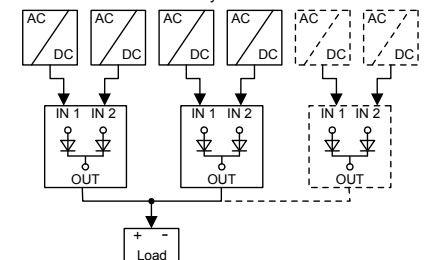 AC AC AC AC AC AC
DC DC DC DC DC DC
IN 1 IN 2 IN 1 IN 2 IN 1 IN 2
OUT OUT OUT
+ -
Load